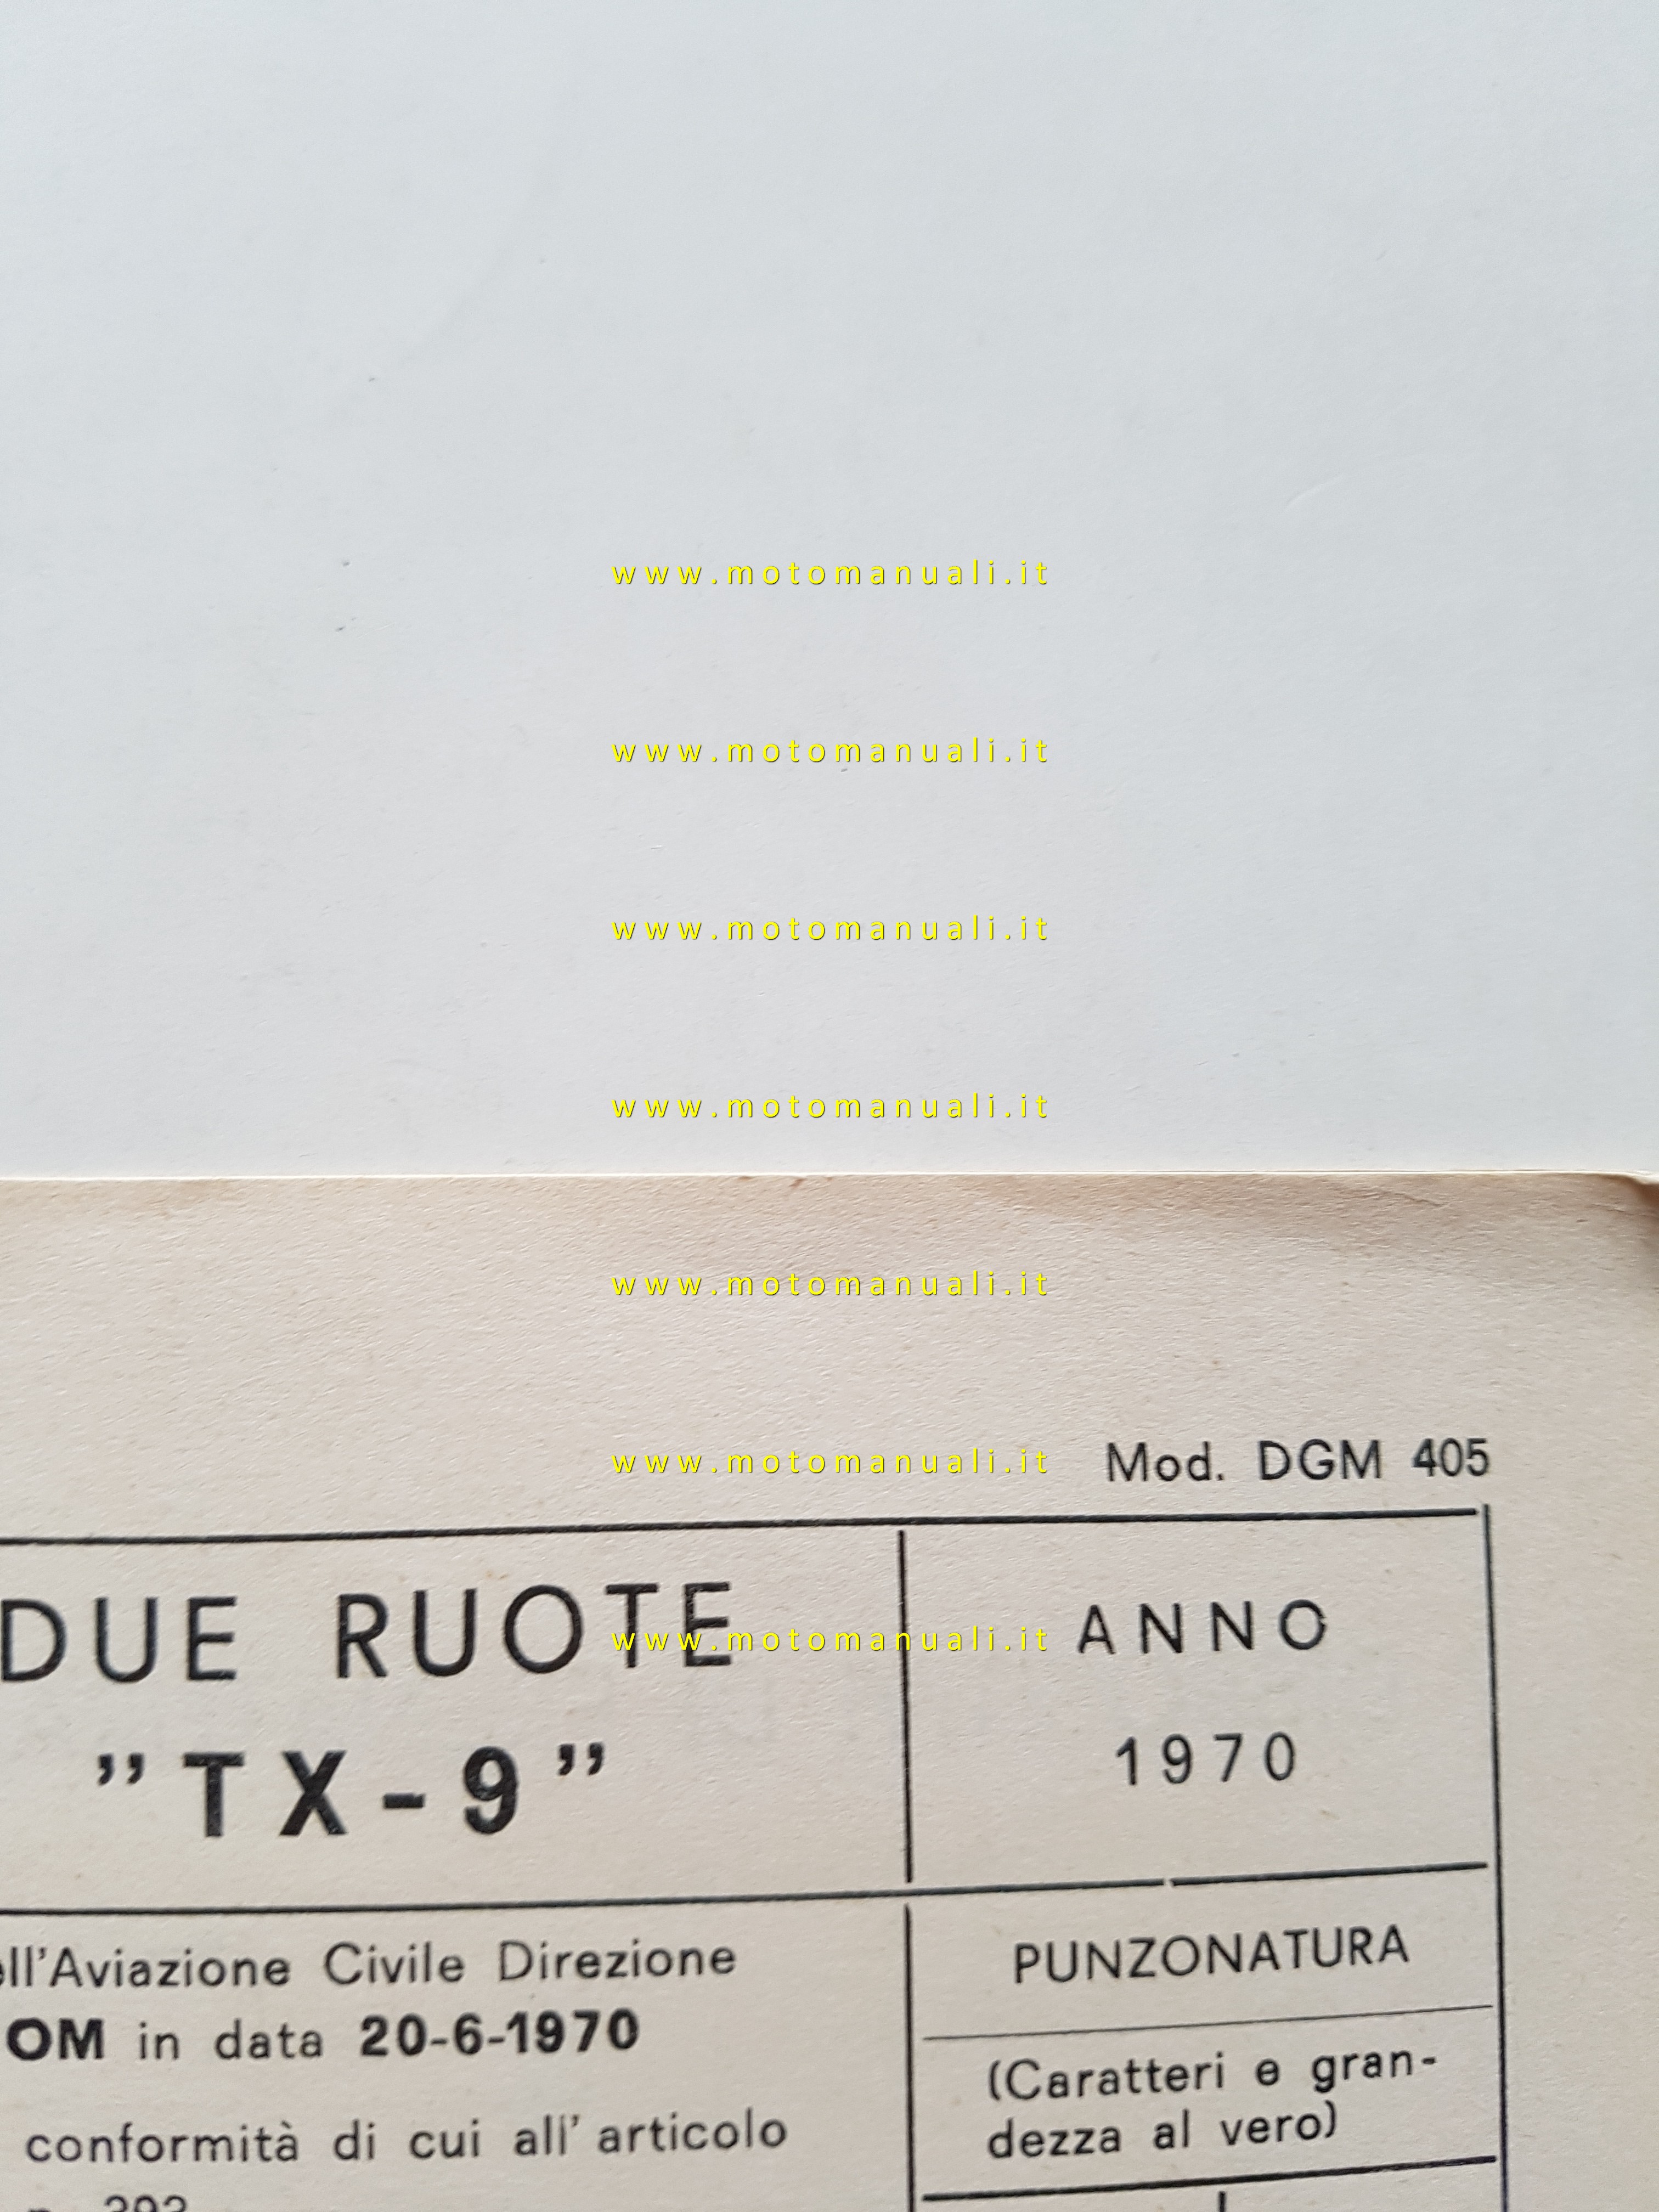 www.motomanuali.it
www.motomanuali.it
www.motomanuali.it
www.motomanuali.it
www.motomanuali.it
www.motomanuali.it
Mod. DGM 405
DUE RUOTE
www.motomanuali.it
ANNO
"TX-9"
1970
ell'Aviazione Civile Direzione
OM in data 20-6-1970
conformità di cui all'articolo
PUNZONATURA
(Caratteri e gran-
dezza al vero)